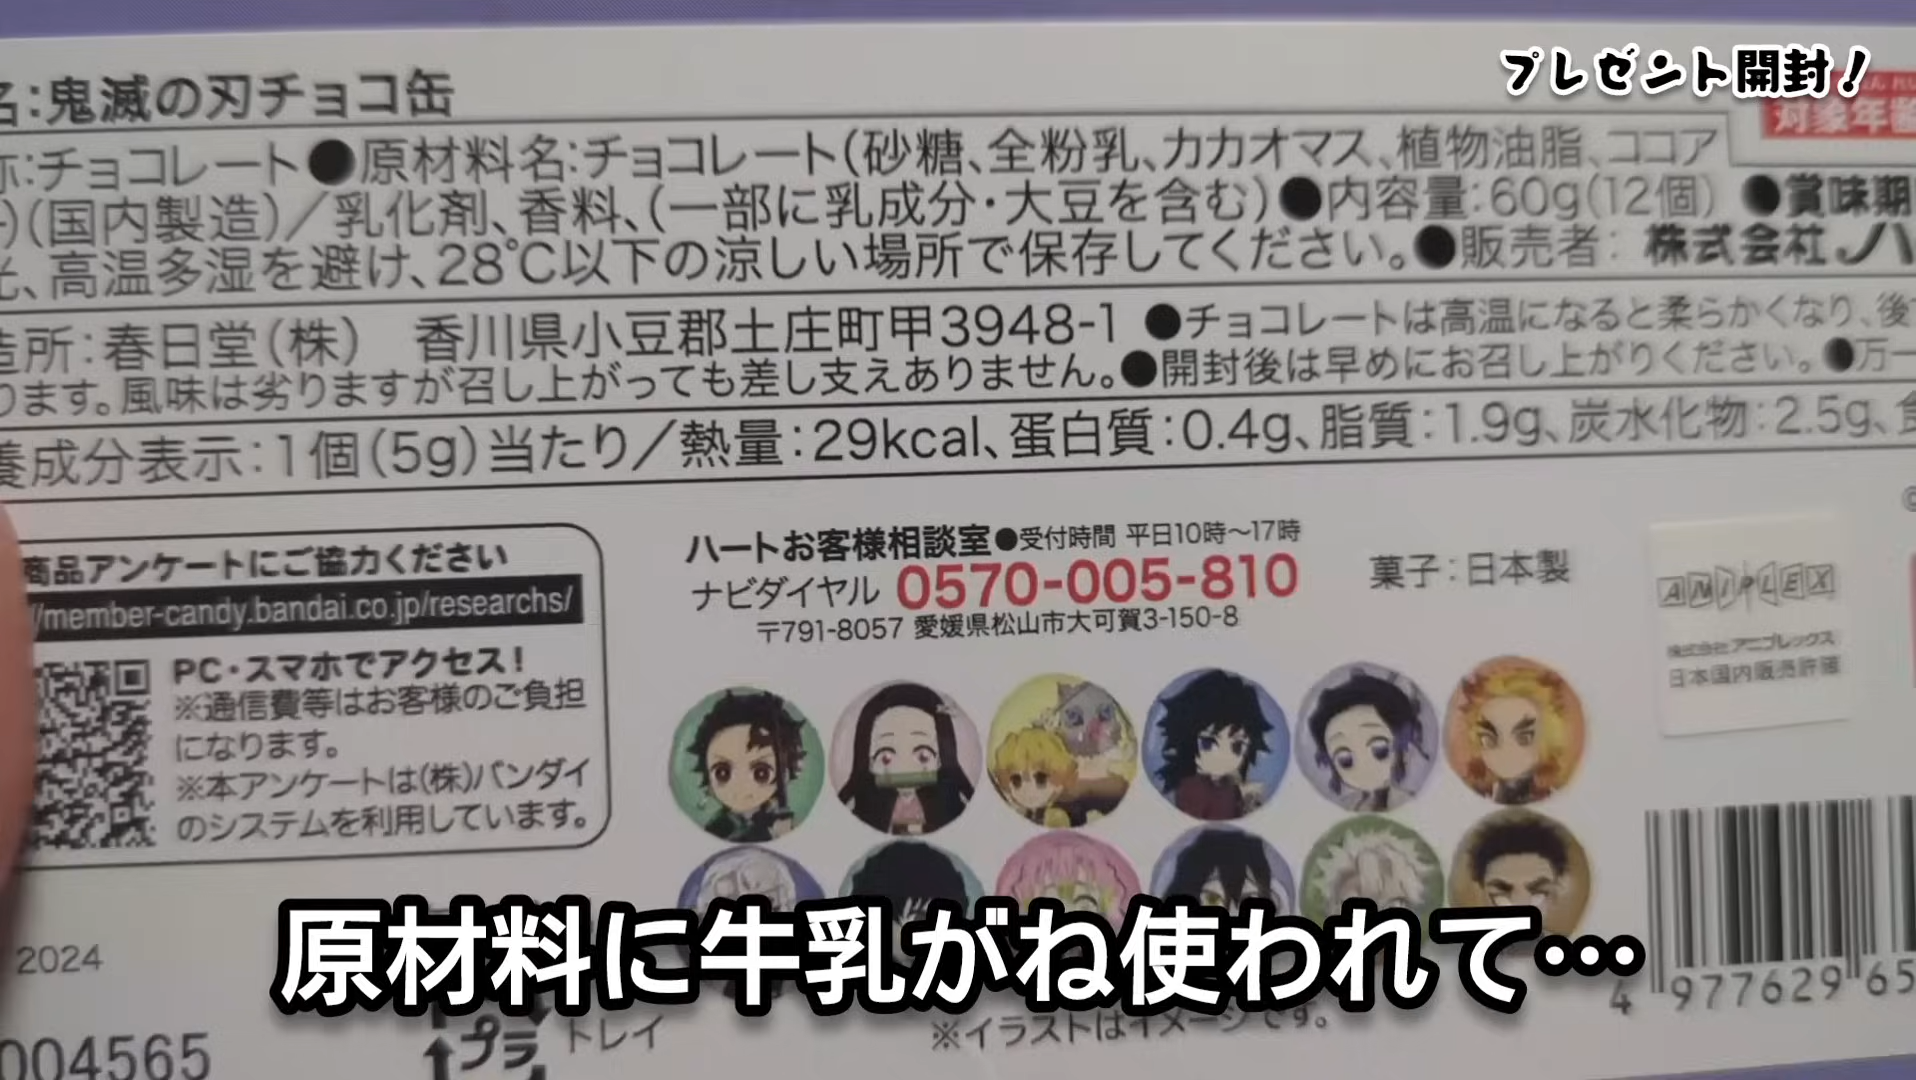 プレゼント開封！
名:鬼滅の刃チョコ缶
対象年齢
称:チョコレート●原材料名:チョコレート(砂糖、全粉乳、カカオマス、植物油脂、ココア
)(国内製造)／乳化剤、香料、(一部に乳成分・大豆を含む)●内容量:60g(12個) ●賞味期
光、高温多湿を避け、28℃以下の涼しい場所で保存してください。●販売者: 株式会社ハ
造所:春日堂(株) 香川県小豆郡土庄町甲3948-1 ●チョコレートは高温になると柔らかくなり、後
ります。風味は劣りますが召し上がっても差し支えありません。●開封後は早めにお召し上がりください。●万一
養成分表示:1個(5g)当たり／熱量:29kcal、蛋白質:0.4g、脂質:1.9g、炭水化物:2.5g、食
商品アンケートにご協力ください
//member-candy.bandai.co.jp/researchs/
PC・スマホでアクセス！
※通信費等はお客様のご負担
になります。
※本アンケートは(株)バンダイ
のシステムを利用しています。
ハートお客様相談室●受付時間 平日10時～17時
ナビダイヤル 0570-005-810
〒791-8057 愛媛県松山市大可賀3-150-8
菓子:日本製
ANIPLEX
株式会社アニプレックス
日本国内販売許諾
原材料に牛乳がね使われて…
2024
004565
プラ
トレイ
※イラストはイメージです。
4 977629 65